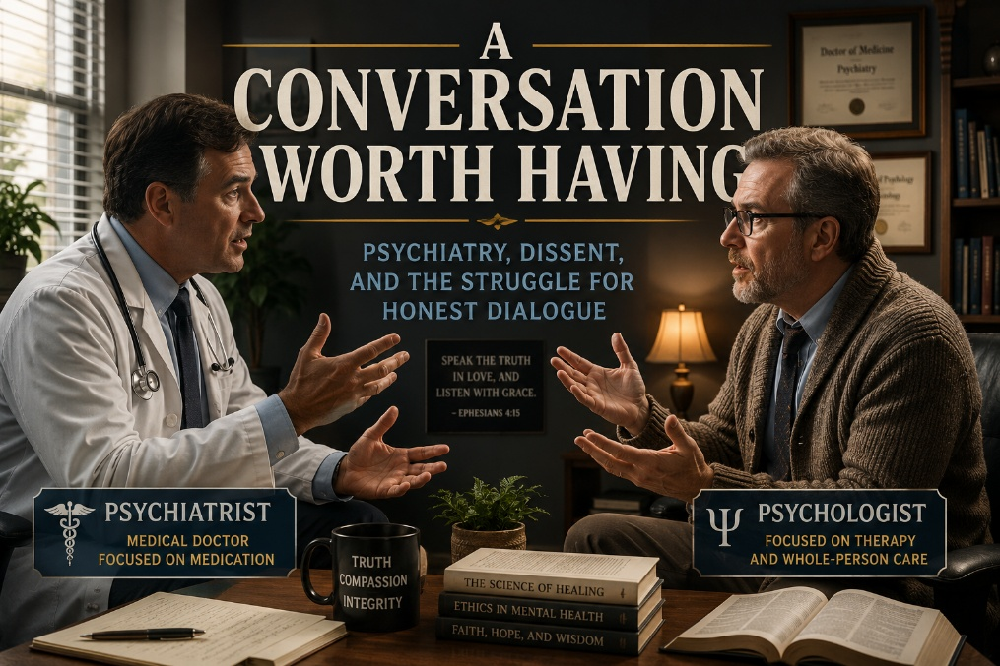 A
CONVERSATION
WORTH HAVING
PSYCHIATRY, DISSENT,
AND THE STRUGGLE FOR
HONEST DIALOGUE
Doctor of Medicine
Psychiatry
of Psychology
SPEAK THE TRUTH
IN LOVE, AND
LISTEN WITH GRACE.
– EPHESIANS 4:15
PSYCHIATRIST
MEDICAL DOCTOR
FOCUSED ON MEDICATION
Ψ
PSYCHOLOGIST
FOCUSED ON THERAPY
AND WHOLE-PERSON CARE
TRUTH
COMPASSION
INTEGRITY
THE SCIENCE OF HEALING
ETHICS IN MENTAL HEALTH
FAITH, HOPE, AND WISDOM